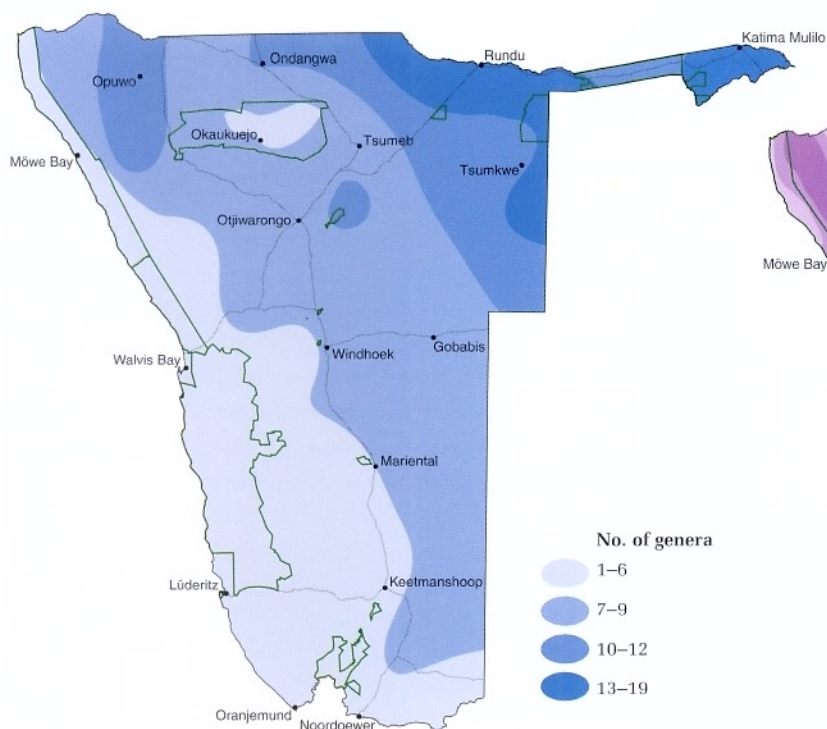 Katima Mulilo
Rundu
Ondangwa
Opuwo
Okaukuejo
Tsumeb
Möwe Bay
Tsumkwe
Otjiwarongo
Möwe Bay
Walvis Bay
Windhoek
Gobabis
Mariental
No. of genera
1–6
Keetmanshoop
Lüderitz
7–9
10–12
13–19
Oranjemund
Noordoewer